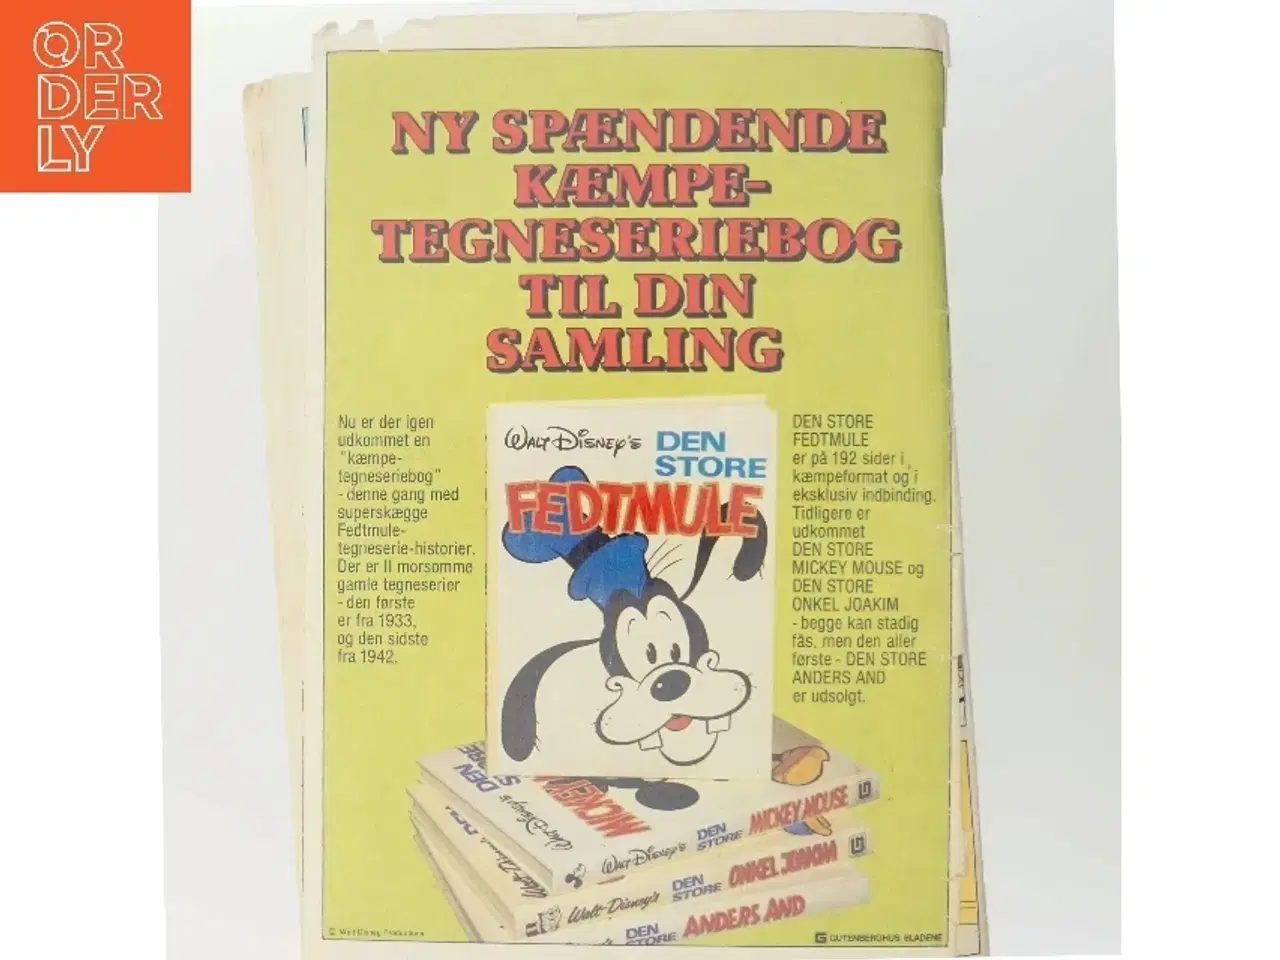 ORDERLY
NY SPÆNDENDE
KÆMPE-
TEGNESERIEBOG
TIL DIN
SAMLING
Nu er der igen
udkommet en
"kæmpe-
tegneseriebog"
- denne gang med
superskægge
Fedtmule-
tegneserie-historier.
Der er 11 morsomme
gamle tegneserier
- den første
er fra 1933,
og den sidste
fra 1942.
WALT DISNEY'S DEN
STORE
FEDTMULE
DEN STORE
FEDTMULE
er på 192 sider i
kæmpeformat og i
eksklusiv indbinding.
Tidligere er
udkommet
DEN STORE
MICKEY MOUSE og
DEN STORE
ONKEL JOAKIM
- begge kan stadig
fås, men den aller
første - DEN STORE
ANDERS AND
er udsolgt.
DEN
Walt Disney's
WALT DISNEY'S DEN STORE MICKEY MOUSE
Walt Disney's DEN STORE ONKEL JOAKIM
DEN STORE ANDERS AND
© Walt Disney Productions
GUTENBERGHUS BLADENE